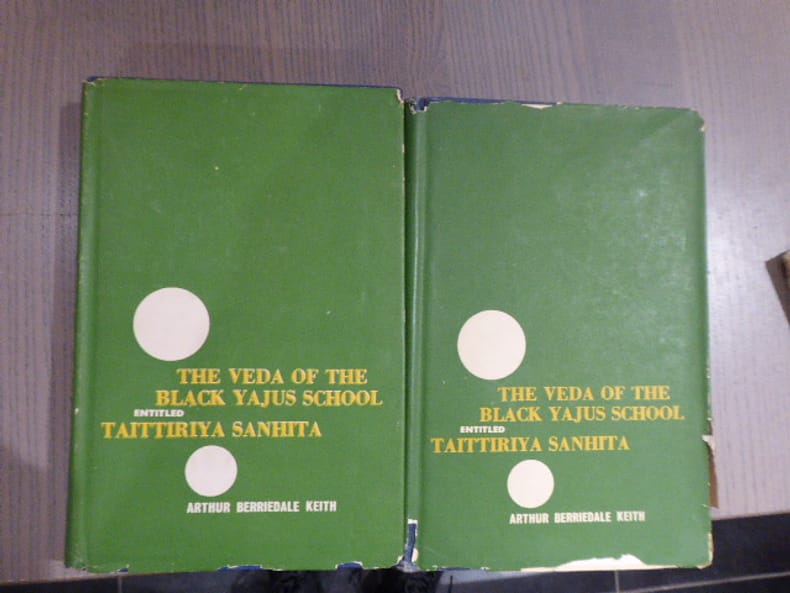 THE VEDA OF THE
BLACK YAJUS SCHOOL
ENTITLED
TAITTIRIYA SANHITA
ARTHUR BERRIEDALE KEITH
THE VEDA OF THE
BLACK YAJUS SCHOOL
ENTITLED
TAITTIRIYA SANHITA
ARTHUR BERRIEDALE KEITH